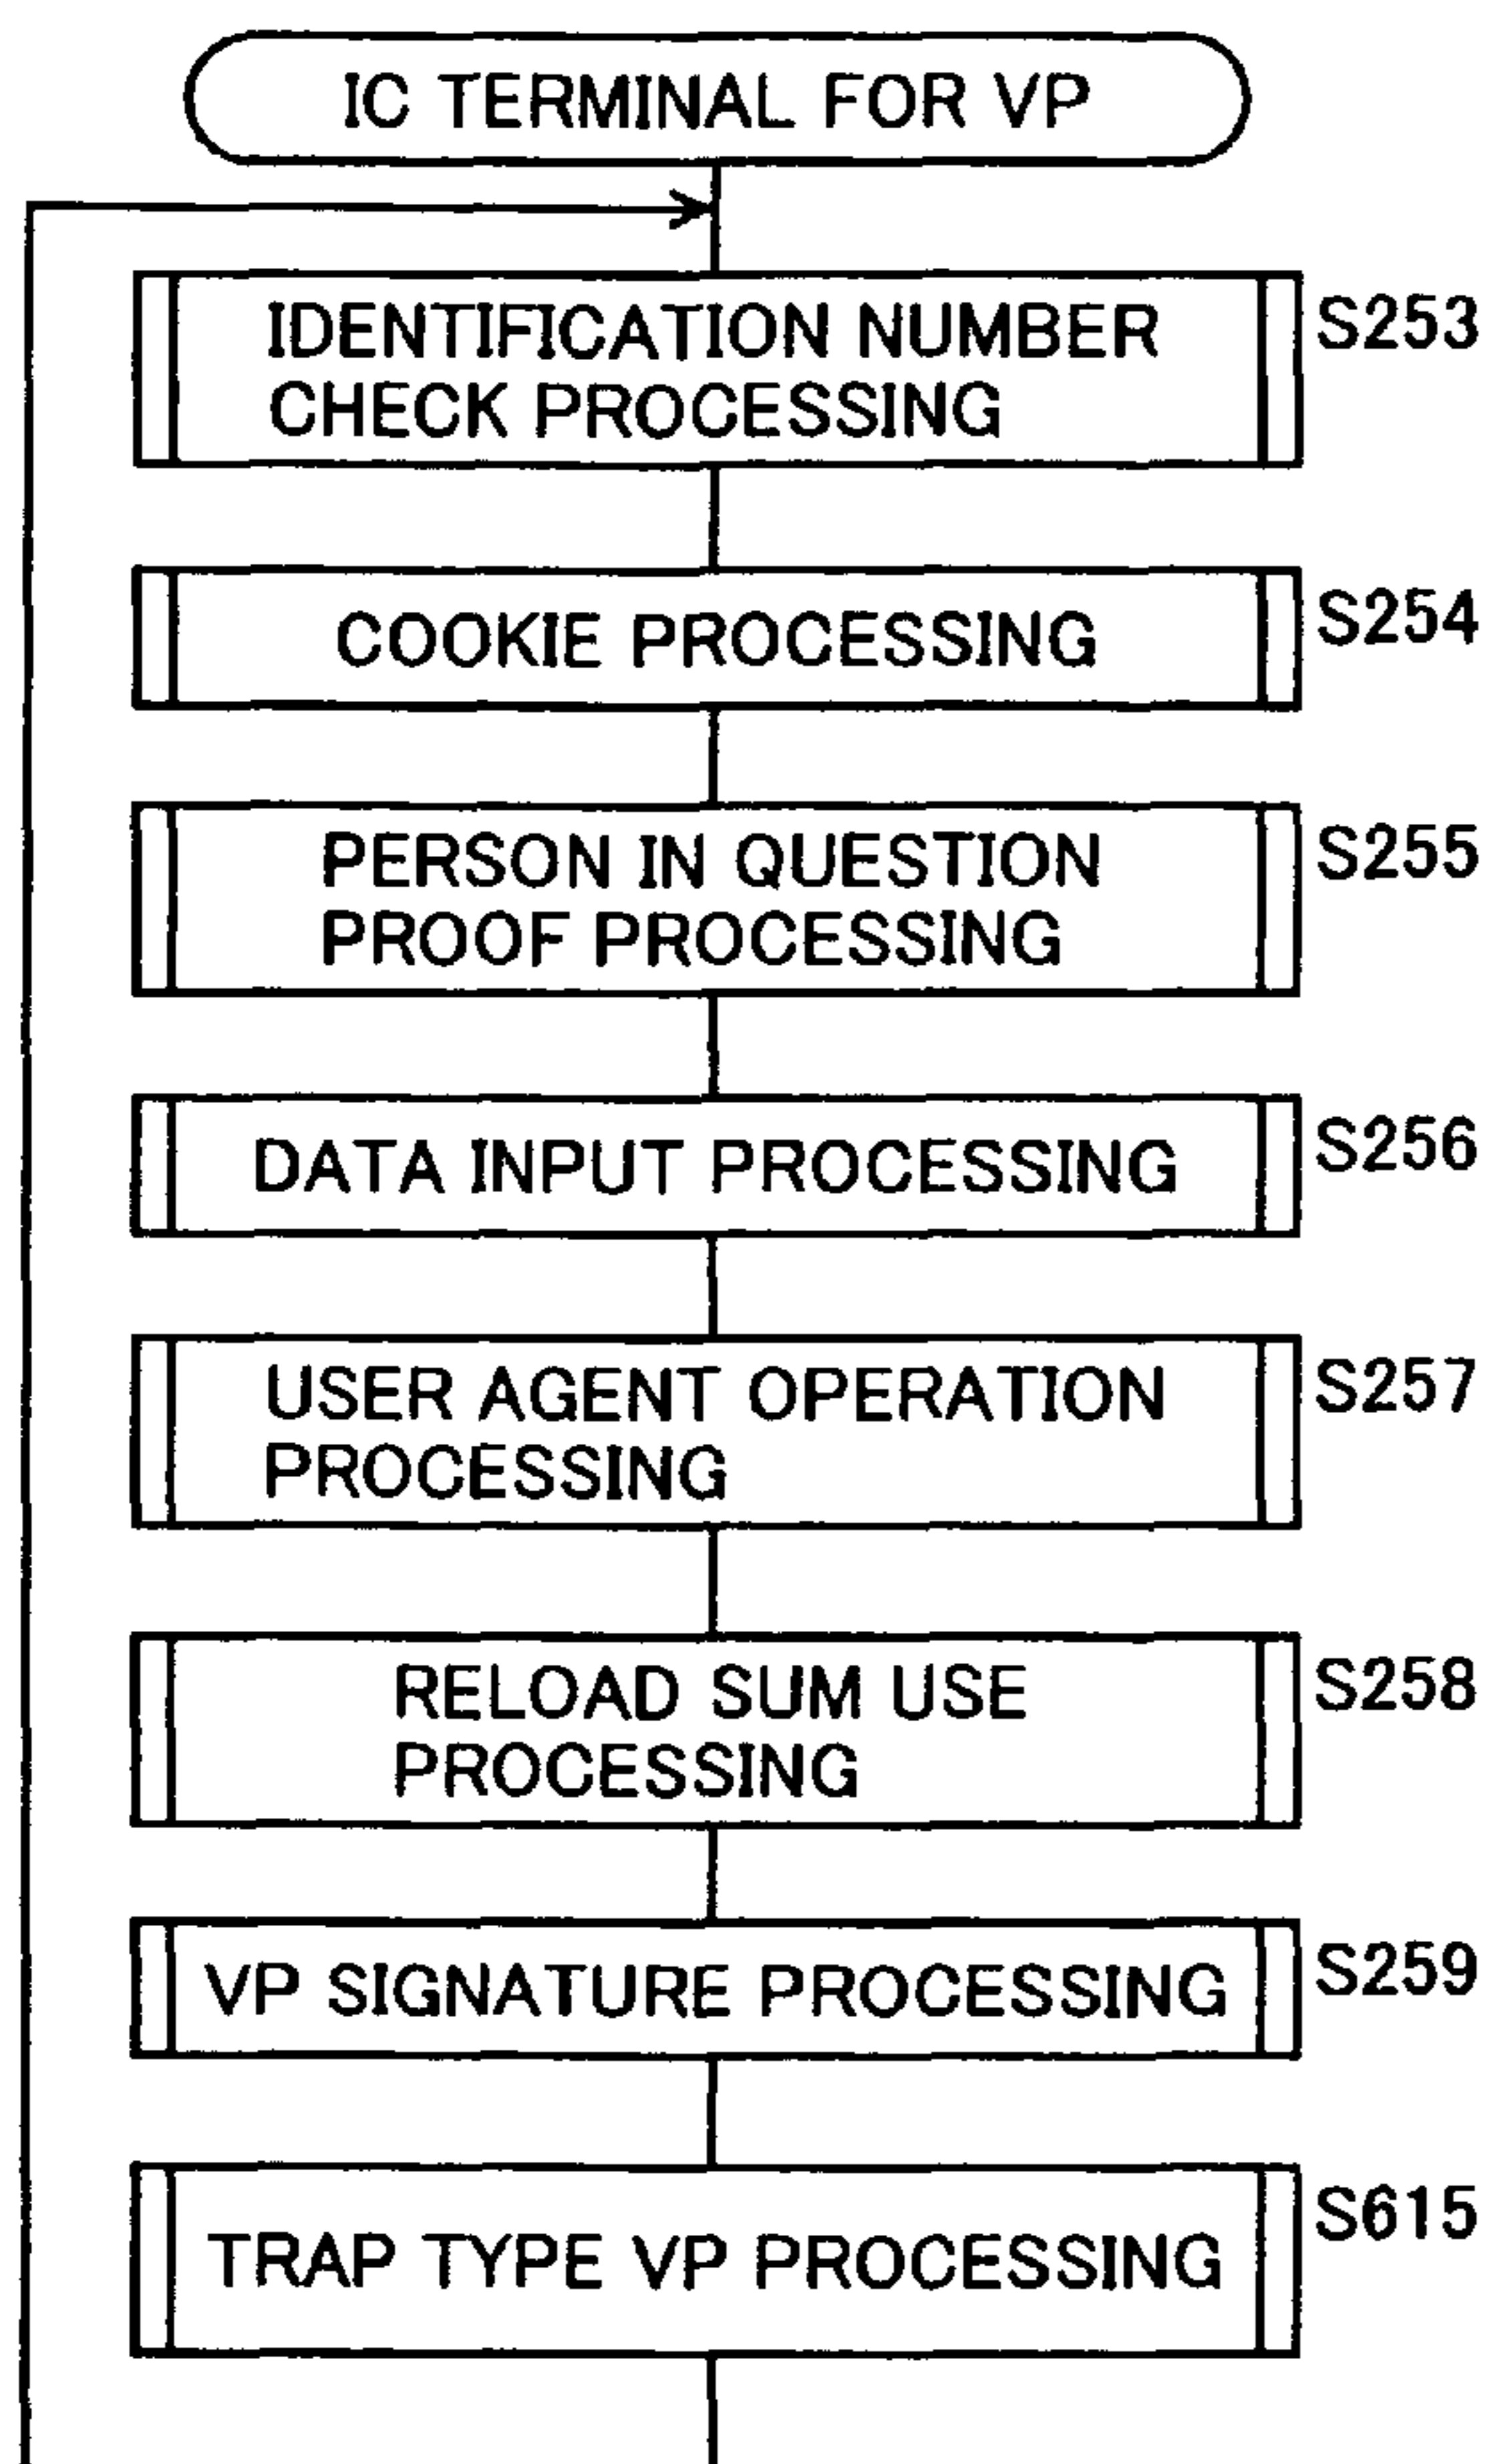 IC TERMINAL FOR VP
IDENTIFICATION NUMBER
CHECK PROCESSING
S253
COOKIE PROCESSING
S254
PERSON IN QUESTION
PROOF PROCESSING
S255
DATA INPUT PROCESSING
S256
USER AGENT OPERATION
PROCESSING
S257
RELOAD SUM USE
PROCESSING
S258
VP SIGNATURE PROCESSING
S259
TRAP TYPE VP PROCESSING
S615